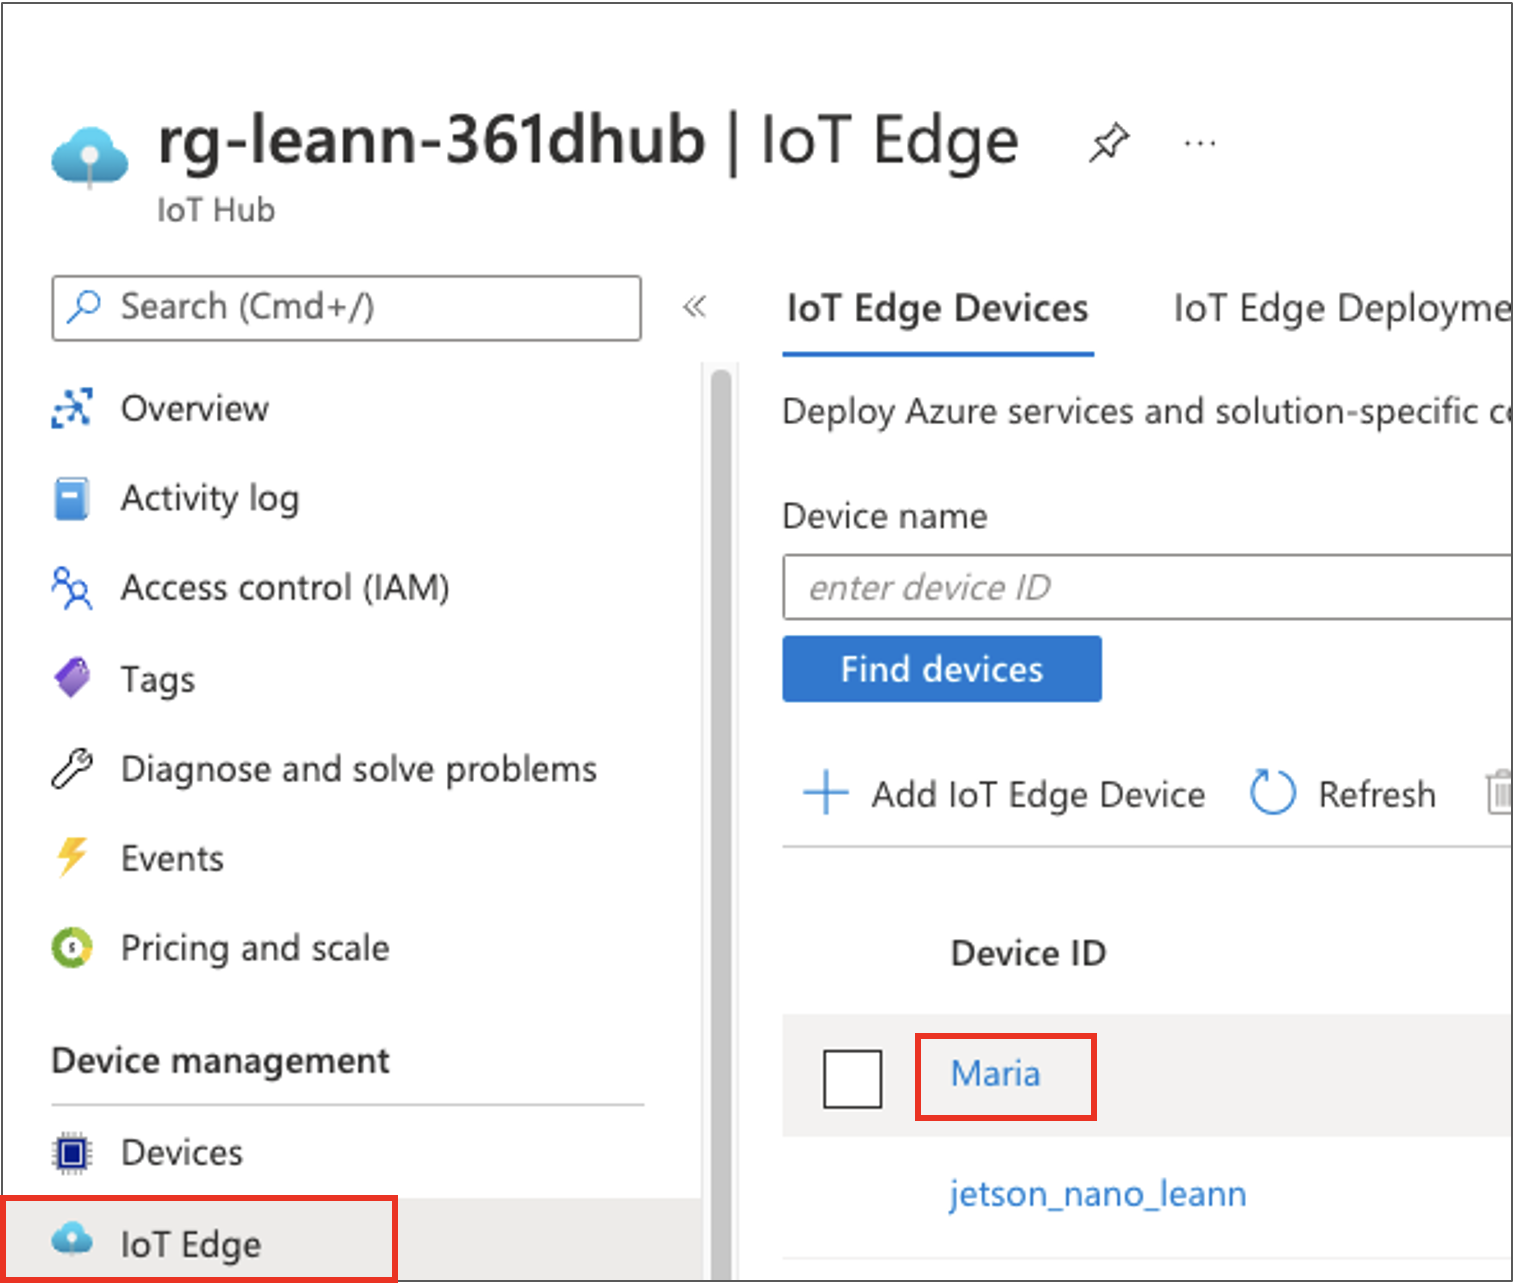 rg-leann-361dhub | IoT Edge
IoT Hub
Search (Cmd+/)
Overview
Activity log
Access control (IAM)
Tags
Diagnose and solve problems
Events
Pricing and scale
Device management
Devices
IoT Edge
IoT Edge Devices
IoT Edge Deployme
Deploy Azure services and solution-specific
Device name
enter device ID
Find devices
Add IoT Edge Device
Refresh
Device ID
Maria
jetson_nano_leann